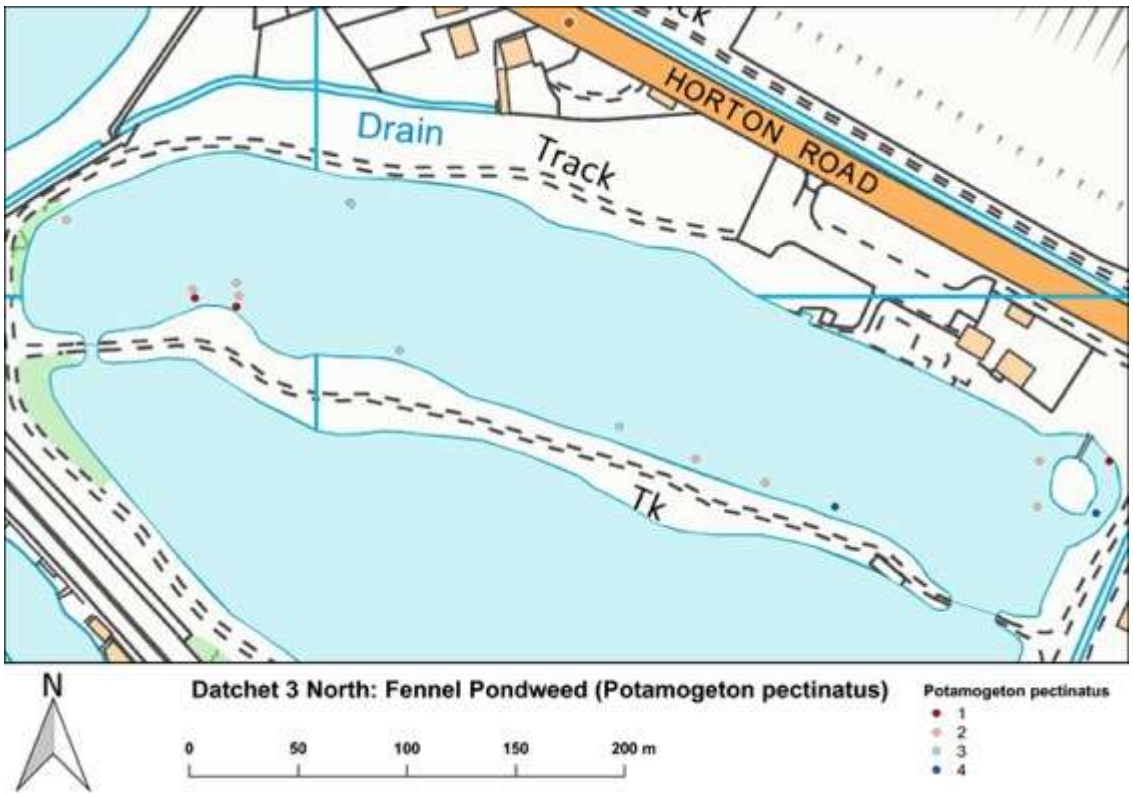 ck
HORTON ROAD
Drain
Track
Tk
N
Datchet 3 North: Fennel Pondweed (Potamogeton pectinatus)
0 50 100 150 200 m
Potamogeton pectinatus
1
2
3
4